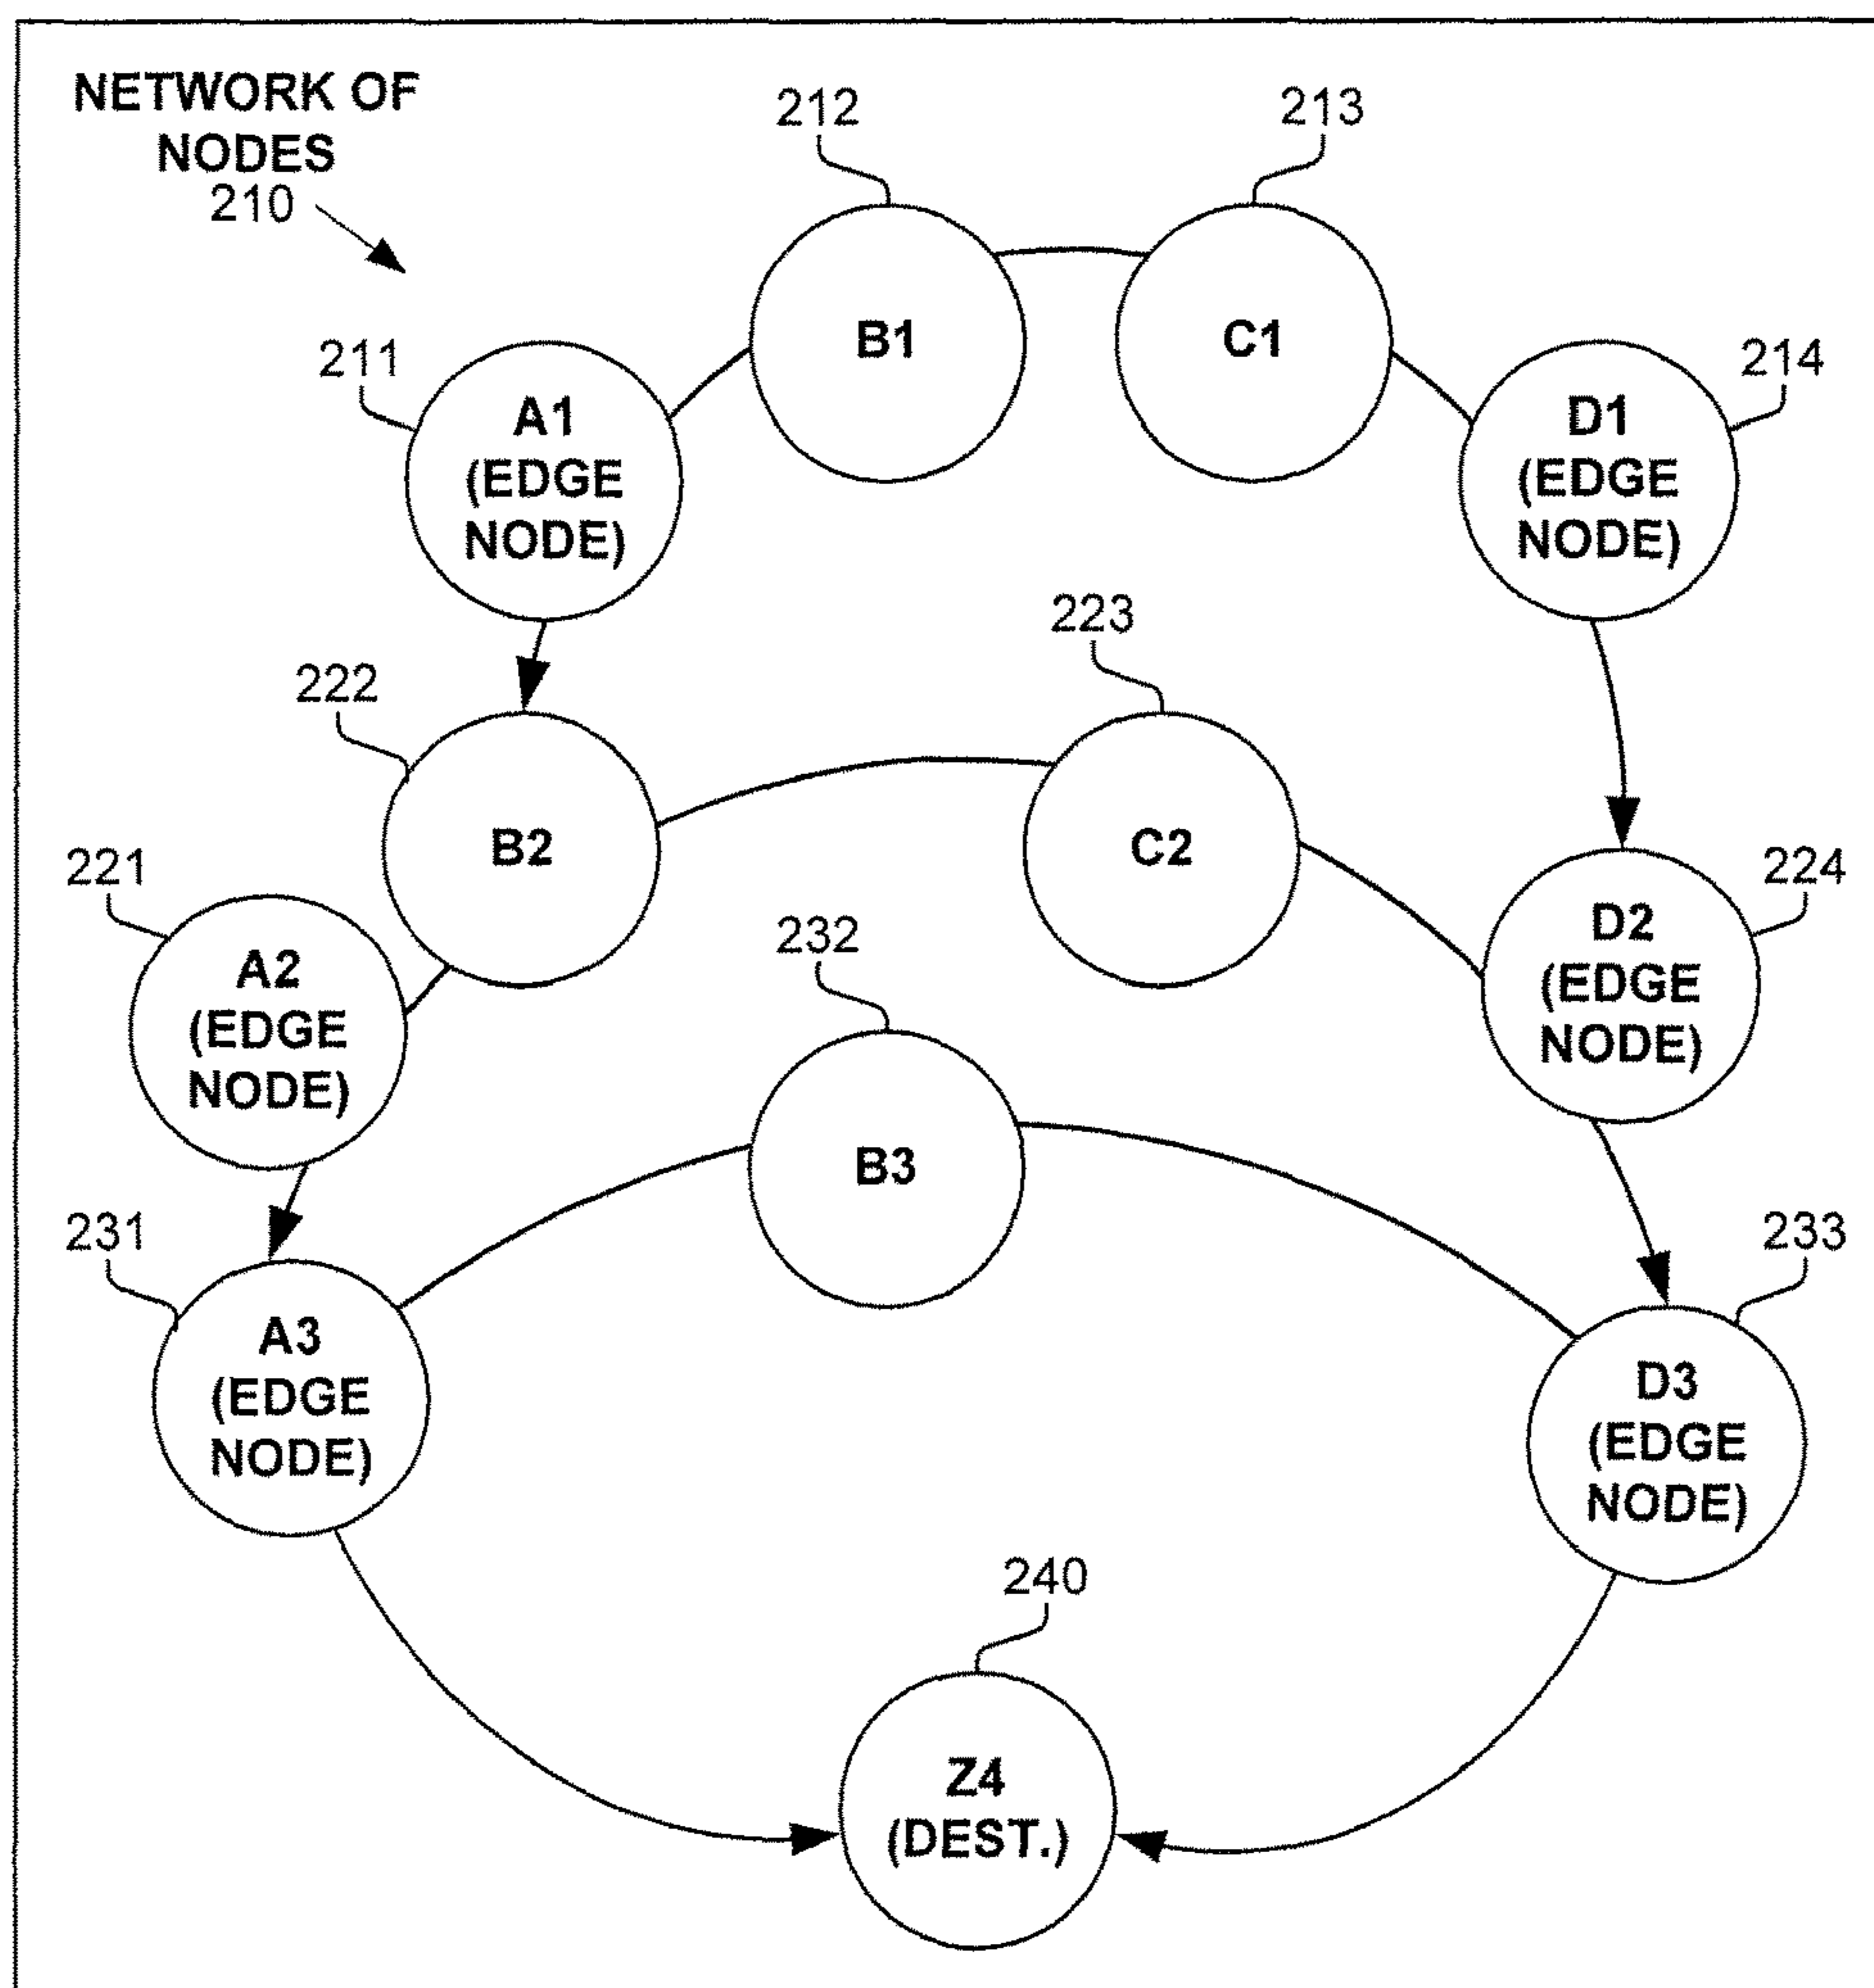 NETWORK OF
NODES
210
212
213
B1
C1
211
214
A1
(EDGE
NODE)
D1
(EDGE
NODE)
223
222
B2
C2
221
224
A2
(EDGE
NODE)
232
D2
(EDGE
NODE)
B3
231
233
A3
(EDGE
NODE)
D3
(EDGE
NODE)
240
Z4
(DEST.)